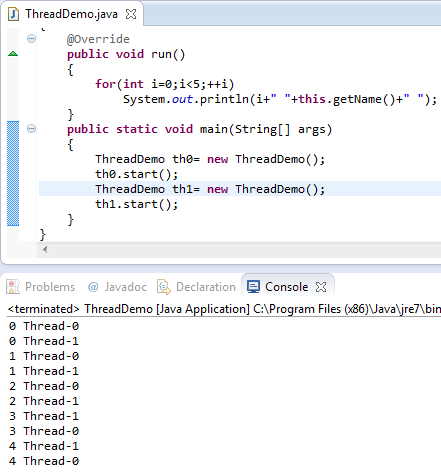 ThreadDemo.java
{
@Override
public void run()
{
for(int i=0;i<5;++i)
System.out.println(i+" "+this.getName()+" ");
}
public static void main(String[] args)
{
ThreadDemo th0= new ThreadDemo();
th0.start();
ThreadDemo th1= new ThreadDemo();
th1.start();
}
}
Problems @ Javadoc Declaration Console
<terminated> ThreadDemo [Java Application] C:\Program Files (x86)\Java\jre7\bin
0 Thread-0
0 Thread-1
1 Thread-0
1 Thread-1
2 Thread-0
2 Thread-1
3 Thread-1
3 Thread-0
4 Thread-1
4 Thread-0